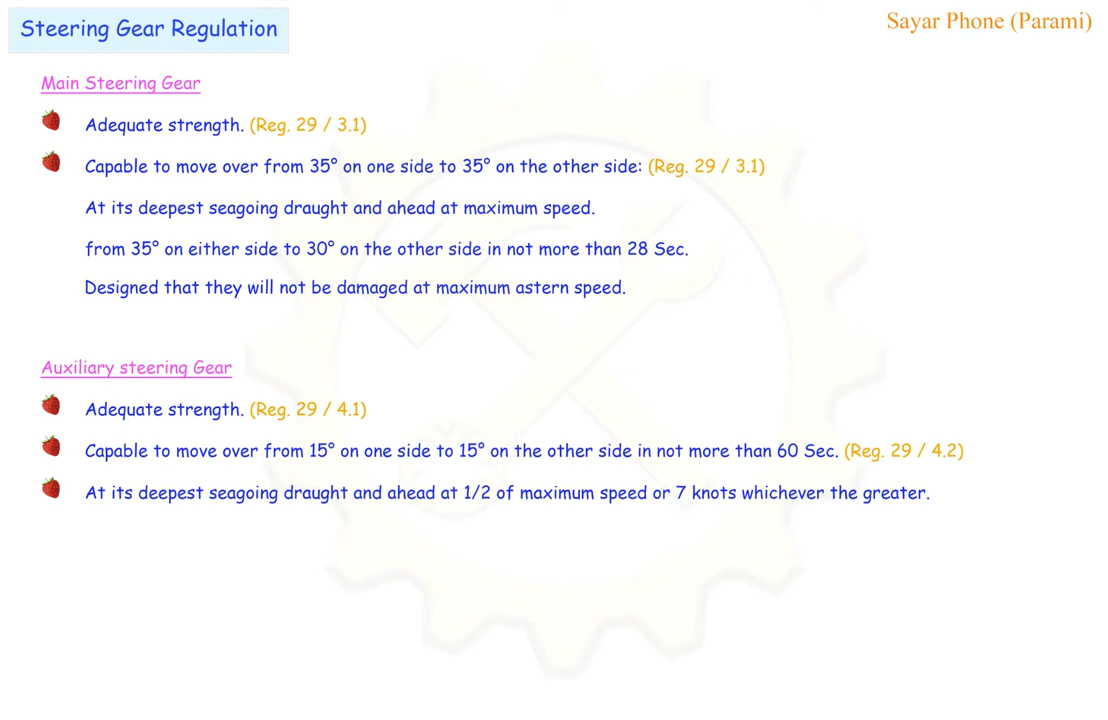 Steering Gear Regulation
Sayar Phone (Parami)
Main Steering Gear
Adequate strength. (Reg. 29 / 3.1)
Capable to move over from 35° on one side to 35° on the other side: (Reg. 29 / 3.1)
At its deepest seagoing draught and ahead at maximum speed.
from 35° on either side to 30° on the other side in not more than 28 Sec.
Designed that they will not be damaged at maximum astern speed.
Auxiliary steering Gear
Adequate strength. (Reg. 29 / 4.1)
Capable to move over from 15° on one side to 15° on the other side in not more than 60 Sec. (Reg. 29 / 4.2)
At its deepest seagoing draught and ahead at 1/2 of maximum speed or 7 knots whichever the greater.